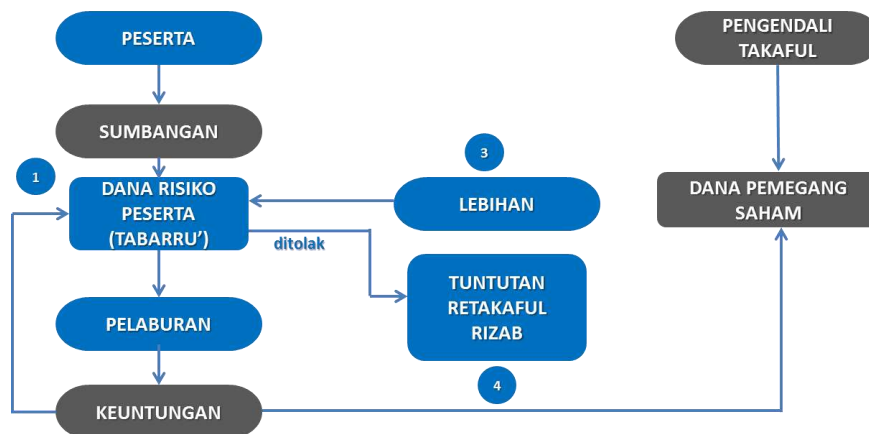 PESERTA
PENGENDALI
TAKAFUL
SUMBANGAN
3
1
DANA RISIKO
PESERTA
(TABARRU’)
LEBIHAN
DANA PEMEGANG
SAHAM
ditolak
TUNTUTAN
RETAKAFUL
RIZAB
PELABURAN
4
KEUNTUNGAN